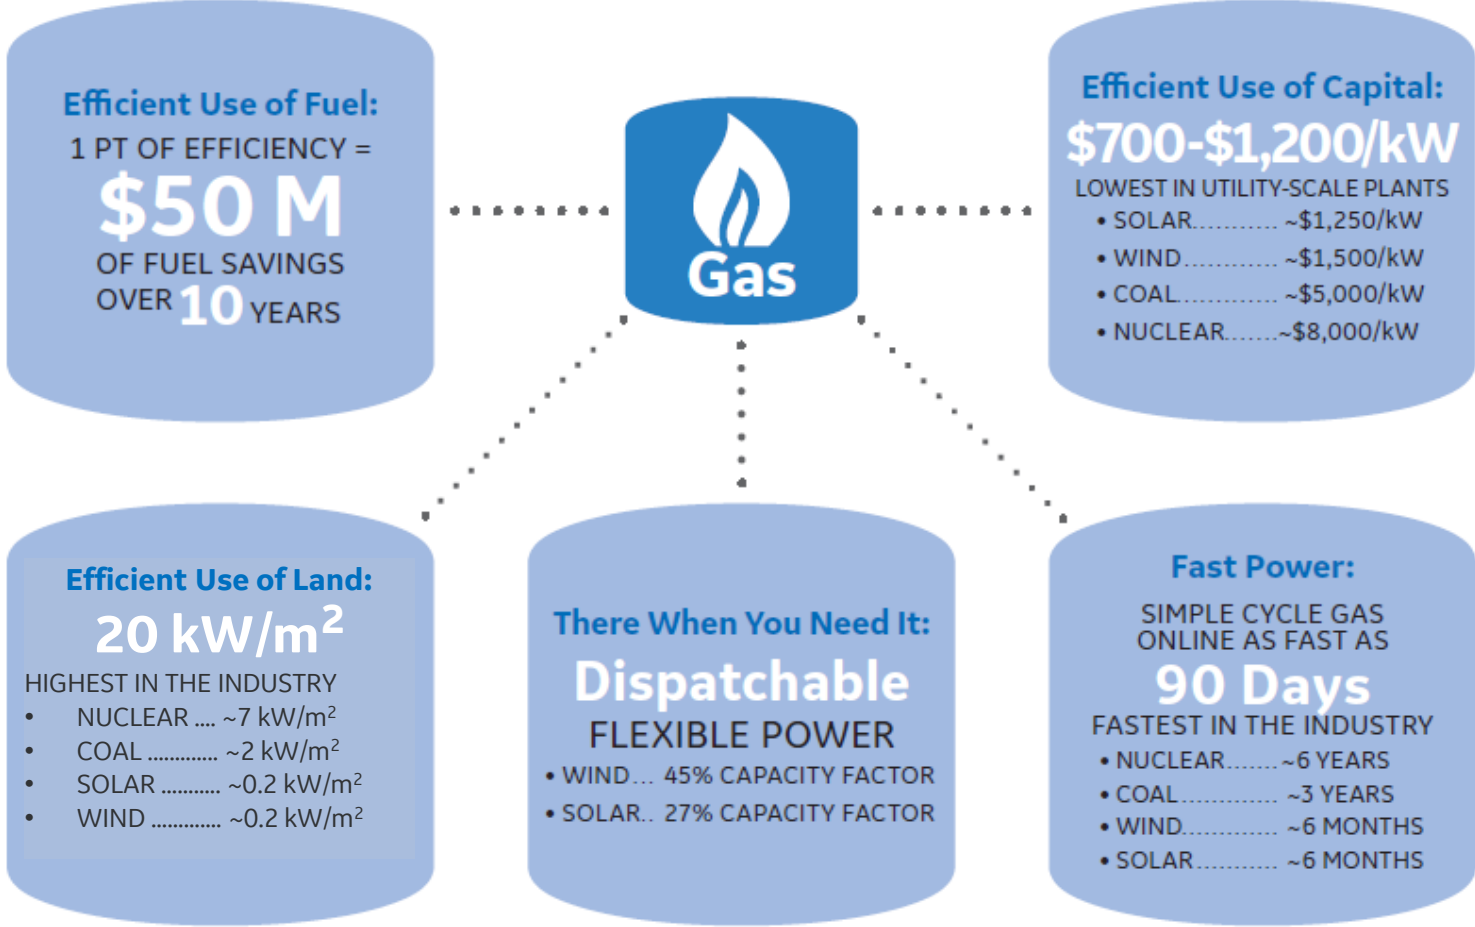 Efficient Use of Fuel:
1 PT OF EFFICIENCY =
$50 M
OF FUEL SAVINGS
OVER 10 YEARS
Gas
Efficient Use of Capital:
$700-$1,200/kW
LOWEST IN UTILITY-SCALE PLANTS
• SOLAR........... ~$1,250/kW
• WIND............ ~$1,500/kW
• COAL............. ~$5,000/kW
• NUCLEAR.......~$8,000/kW
Efficient Use of Land:
20 kW/m²
HIGHEST IN THE INDUSTRY
• NUCLEAR .... ~7 kW/m²
• COAL ............. ~2 kW/m²
• SOLAR ........... ~0.2 kW/m²
• WIND ............. ~0.2 kW/m²
There When You Need It:
Dispatchable
FLEXIBLE POWER
• WIND... 45% CAPACITY FACTOR
• SOLAR.. 27% CAPACITY FACTOR
Fast Power:
SIMPLE CYCLE GAS
ONLINE AS FAST AS
90 Days
FASTEST IN THE INDUSTRY
• NUCLEAR.......~6 YEARS
• COAL............. ~3 YEARS
• WIND............. ~6 MONTHS
• SOLAR........... ~6 MONTHS